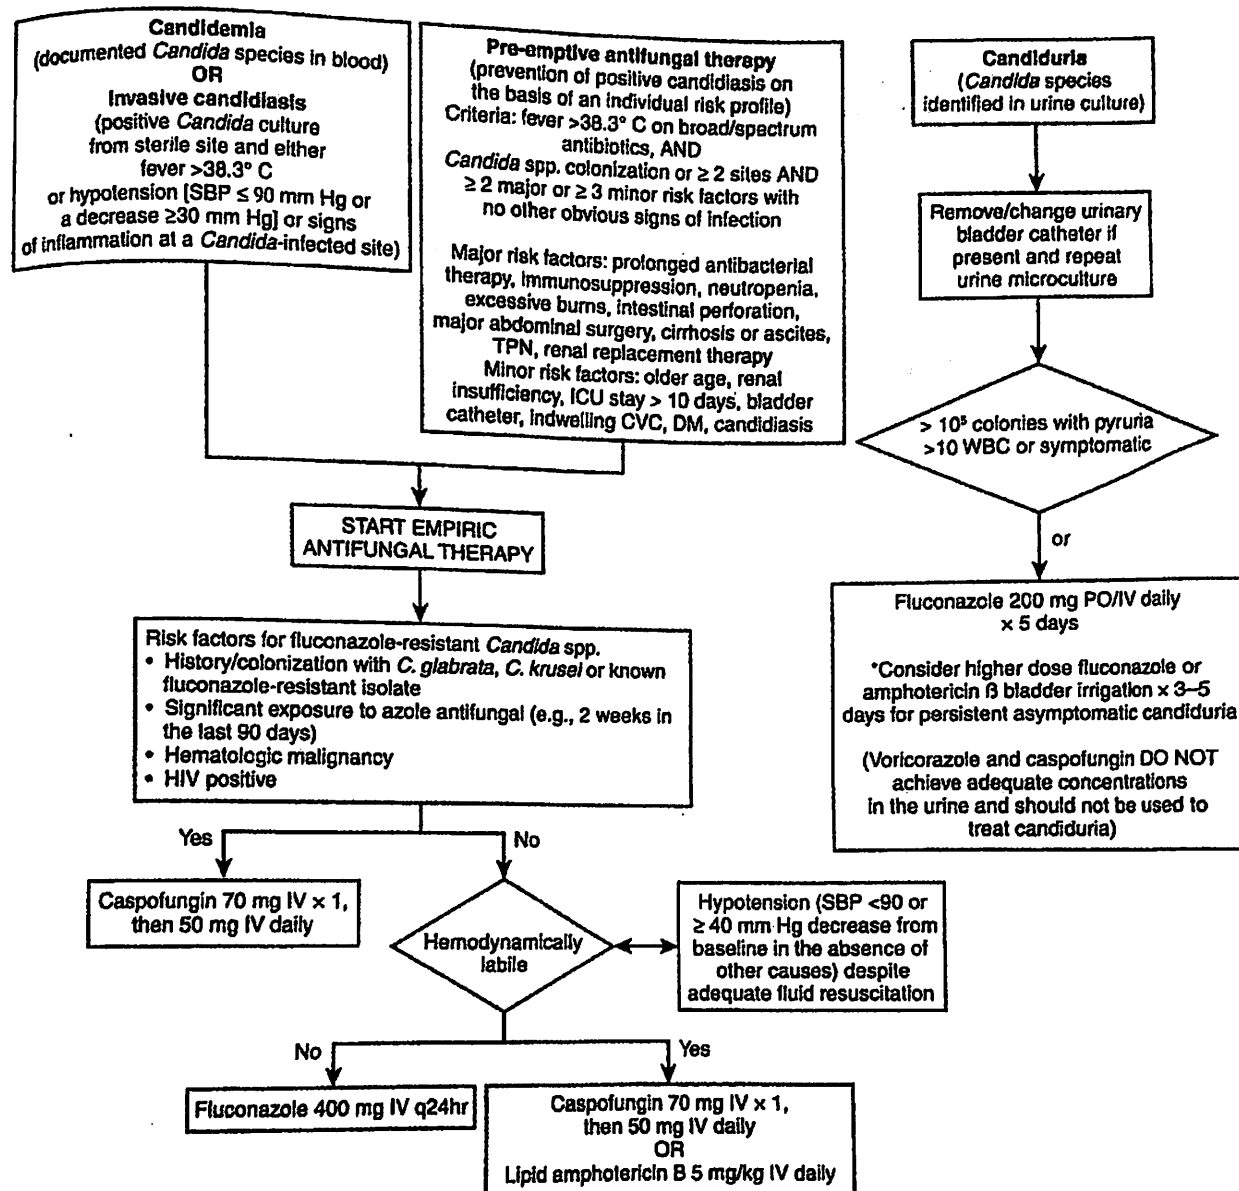 Candidemia
(documented Candida species in blood)
OR
Invasive candidiasis
(positive Candida culture
from sterile site and either
fever >38.3° C
or hypotension [SBP ≤ 90 mm Hg or
a decrease ≥30 mm Hg] or signs
of inflammation at a Candida-infected site)
Pre-emptive antifungal therapy
(prevention of positive candidiasis on
the basis of an individual risk profile)
Criteria: fever >38.3° C on broad/spectrum
antibiotics, AND
Candida spp. colonization or ≥ 2 sites AND
≥ 2 major or ≥ 3 minor risk factors with
no other obvious signs of infection
Major risk factors: prolonged antibacterial
therapy, immunosuppression, neutropenia,
excessive burns, intestinal perforation,
major abdominal surgery, cirrhosis or ascites,
TPN, renal replacement therapy
Minor risk factors: older age, renal
insufficiency, ICU stay > 10 days, bladder
catheter, indwelling CVC, DM, candidiasis
START EMPIRIC
ANTIFUNGAL THERAPY
Risk factors for fluconazole-resistant Candida spp.
• History/colonization with C. glabrata, C. krusei or known
fluconazole-resistant isolate
• Significant exposure to azole antifungal (e.g., 2 weeks in
the last 90 days)
• Hematologic malignancy
• HIV positive
Yes
No
Caspofungin 70 mg IV × 1,
then 50 mg IV daily
Hemodynamically
labile
Hypotension (SBP <90 or
≥ 40 mm Hg decrease from
baseline in the absence of
other causes) despite
adequate fluid resuscitation
No
Yes
Fluconazole 400 mg IV q24hr
Caspofungin 70 mg IV × 1,
then 50 mg IV daily
OR
Lipid amphotericin B 5 mg/kg IV daily
Candiduria
(Candida species
identified in urine culture)
Remove/change urinary
bladder catheter if
present and repeat
urine microculture
> 10⁵ colonies with pyruria
>10 WBC or symptomatic
or
Fluconazole 200 mg PO/IV daily
× 5 days
*Consider higher dose fluconazole or
amphotericin ß bladder irrigation × 3–5
days for persistent asymptomatic candiduria
(Voricorazole and caspofungin DO NOT
achieve adequate concentrations
in the urine and should not be used to
treat candiduria)